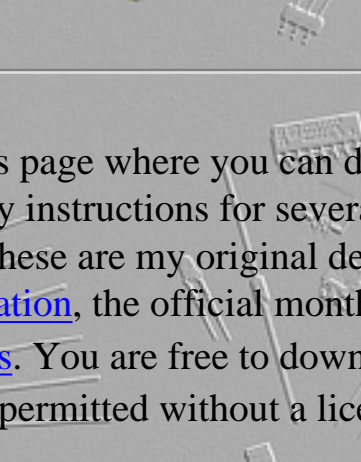 s page where you can d
y instructions for severa
hese are my original de
ation, the official mont
s. You are free to down
permitted without a lice